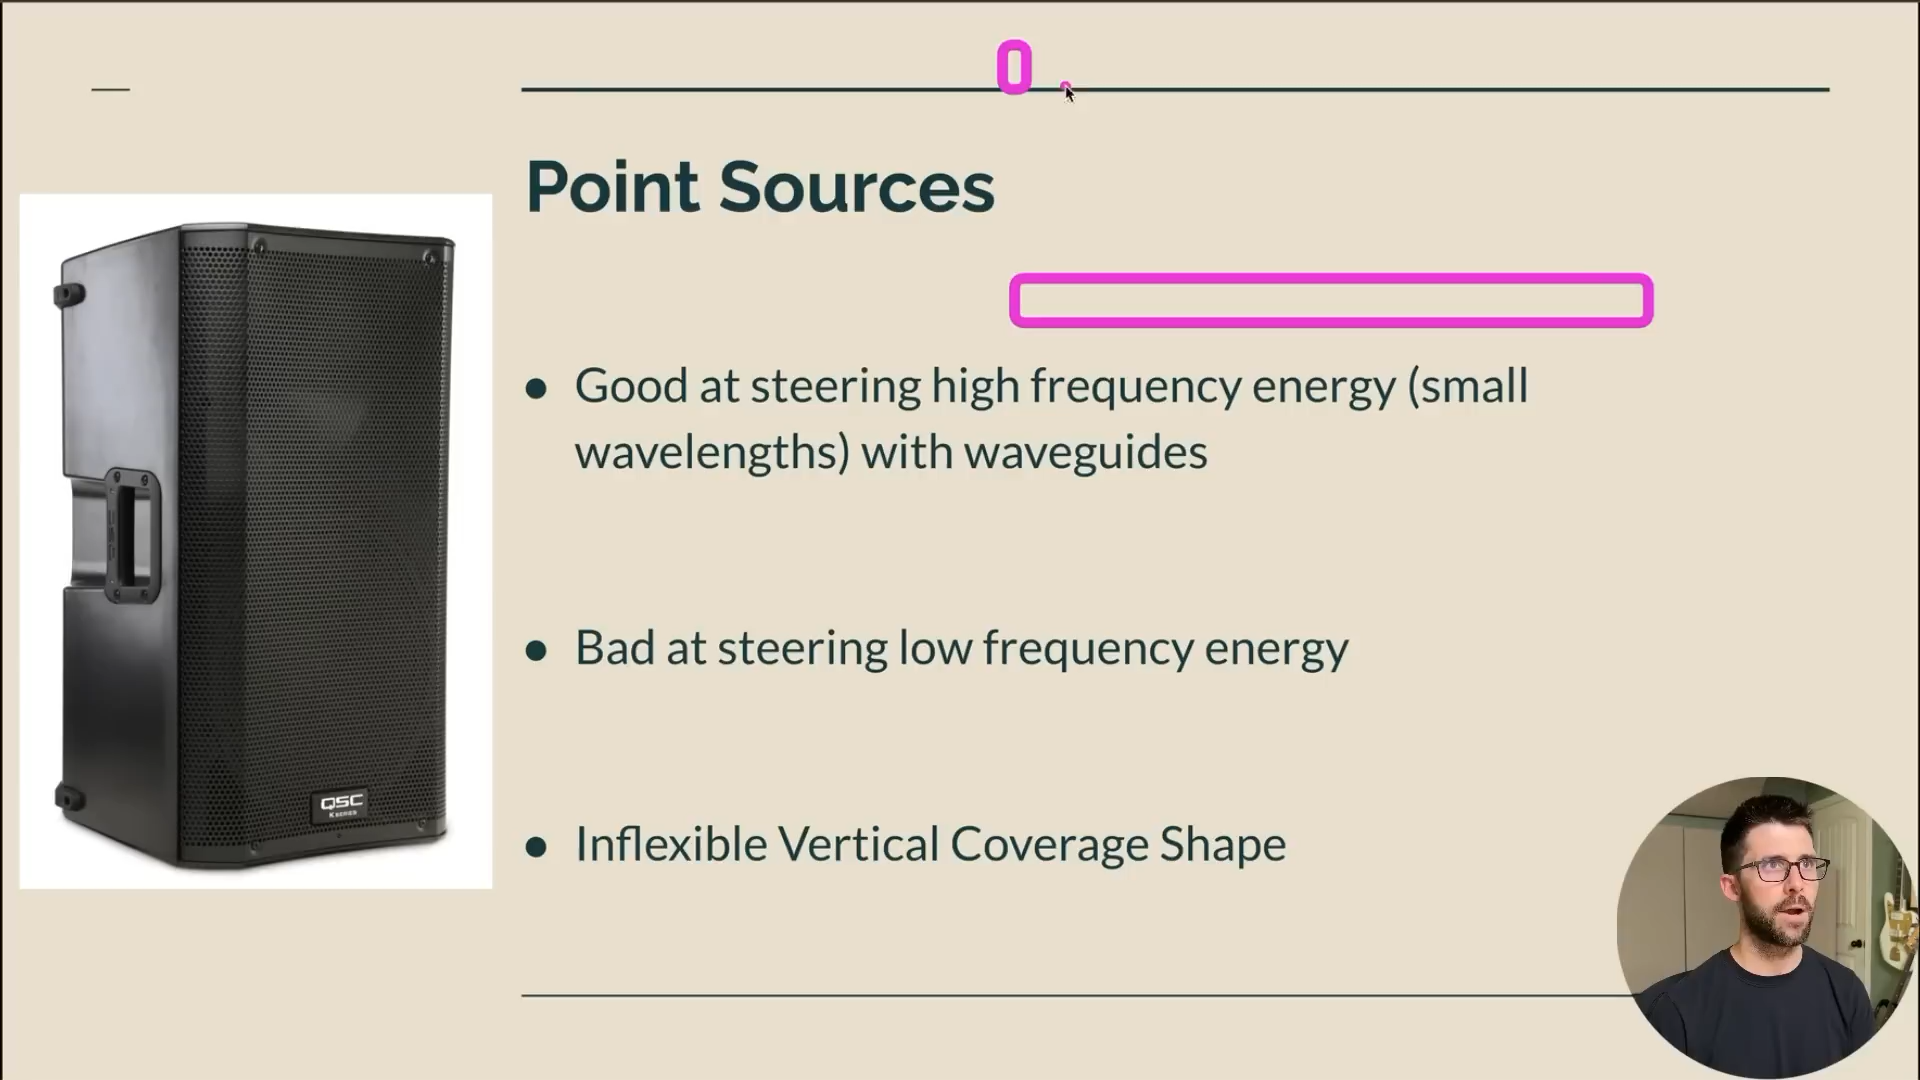 Point Sources
● Good at steering high frequency energy (small
wavelengths) with waveguides
● Bad at steering low frequency energy
● Inflexible Vertical Coverage Shape
QSC
K SERIES